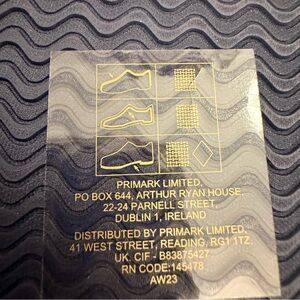 PRIMARK LIMITED,
PO BOX 644, ARTHUR RYAN HOUSE,
22-24 PARNELL STREET,
DUBLIN 1, IRELAND
DISTRIBUTED BY PRIMARK LIMITED,
41 WEST STREET, READING, RG1 1TZ,
UK. CIF - B83875427.
RN CODE:145478
AW23